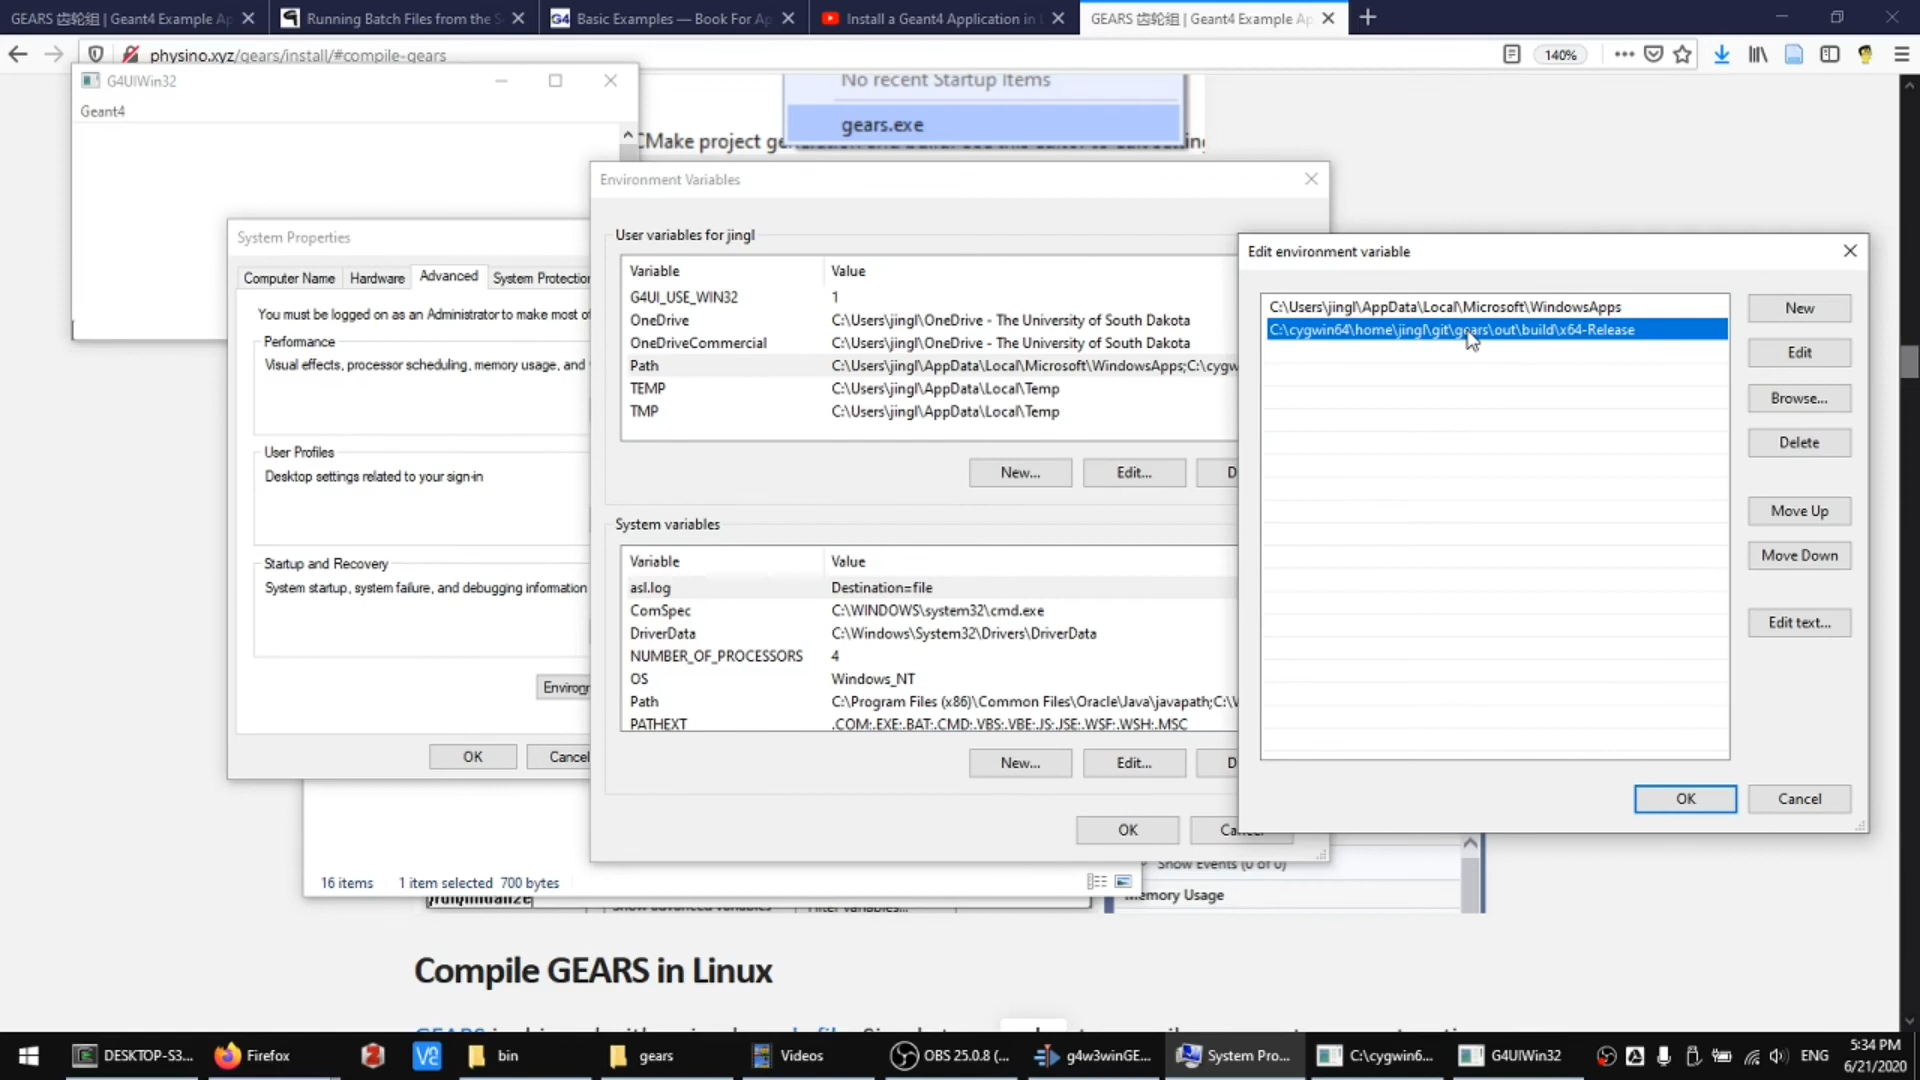 GEARS 齿轮组 | Geant4 Example Ap
Running Batch Files from the S
G4 Basic Examples — Book For Ap
Install a Geant4 Application in
GEARS 齿轮组 | Geant4 Example Ap
physino.xyz/gears/install/#compile-gears
140%
G4UIWin32
Geant4
No recent Startup Items
gears.exe
CMake project
Environment Variables
User variables for jingl
Variable Value
G4UI_USE_WIN32 1
OneDrive C:\Users\jingl\OneDrive - The University of South Dakota
OneDriveCommercial C:\Users\jingl\OneDrive - The University of South Dakota
Path C:\Users\jingl\AppData\Local\Microsoft\WindowsApps;C:\cygw
TEMP C:\Users\jingl\AppData\Local\Temp
TMP C:\Users\jingl\AppData\Local\Temp
New... Edit... D
System variables
Variable Value
asl.log Destination=file
ComSpec C:\WINDOWS\system32\cmd.exe
DriverData C:\Windows\System32\Drivers\DriverData
NUMBER_OF_PROCESSORS 4
OS Windows_NT
Path C:\Program Files (x86)\Common Files\Oracle\Java\javapath;C:\
PATHEXT .COM;.EXE;.BAT;.CMD;.VBS;.VBE;.JS;.JSE;.WSF;.WSH;.MSC
New... Edit... D
OK
System Properties
Computer Name Hardware Advanced System Protection
You must be logged on as an Administrator to make most of
Performance
Visual effects, processor scheduling, memory usage, and
User Profiles
Desktop settings related to your sign-in
Startup and Recovery
System startup, system failure, and debugging information
Environ
OK Cancel
Edit environment variable
C:\Users\jingl\AppData\Local\Microsoft\WindowsApps
C:\cygwin64\home\jingl\git\gears\out\build\x64-Release
New
Edit
Browse...
Delete
Move Up
Move Down
Edit text...
OK Cancel
16 items 1 item selected 700 bytes
Show Events (0 of 0)
Memory Usage
Compile GEARS in Linux
DESKTOP-S3...
Firefox
bin
gears
Videos
OBS 25.0.8 (...
g4w3winGE...
System Pro...
C:\cygwin6...
G4UIWin32
ENG
5:34 PM
6/21/2020